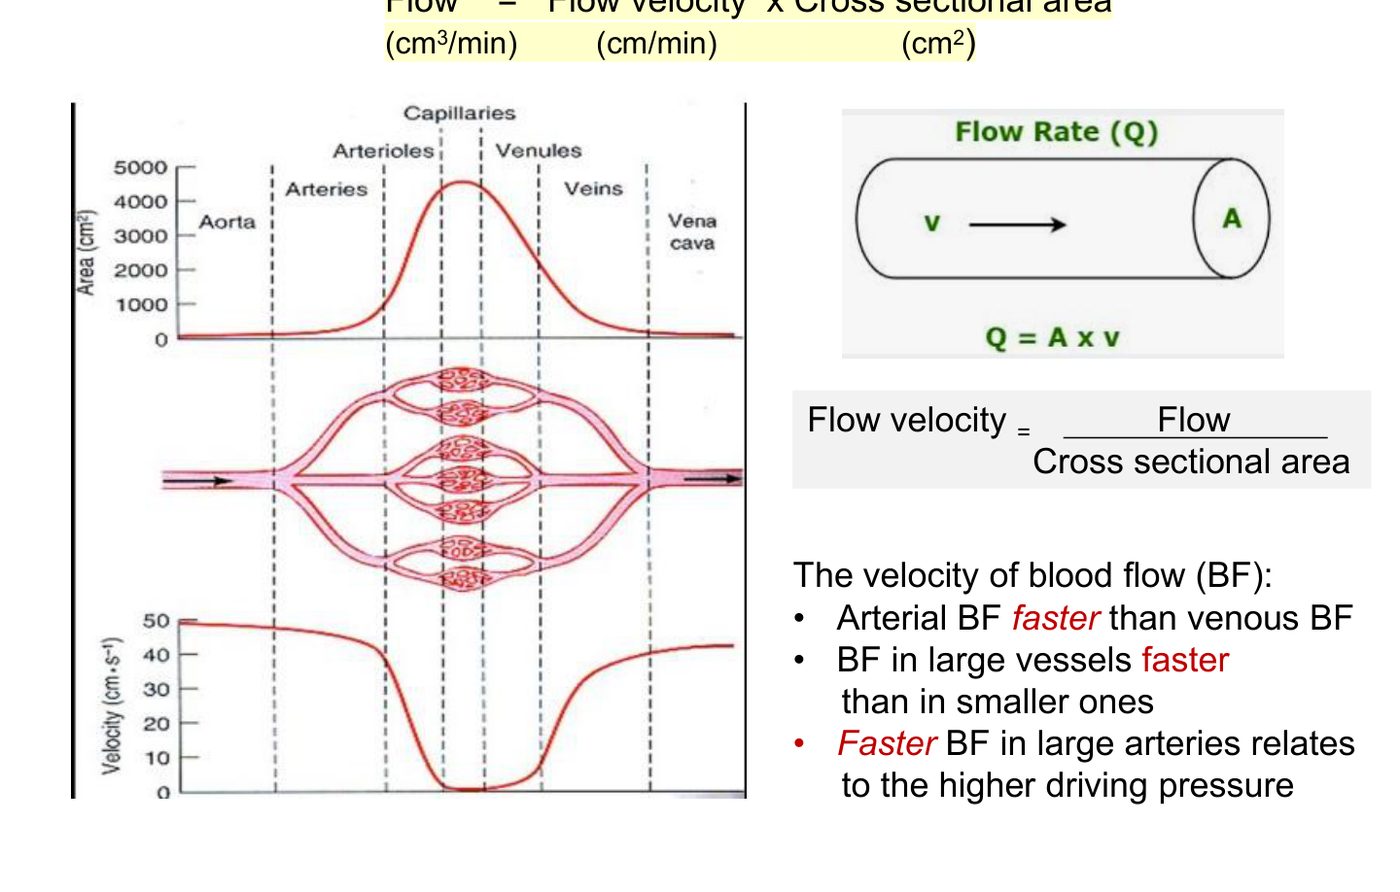 Flow = Flow velocity x Cross sectional area
(cm³/min) (cm/min) (cm²)
Capillaries
Arterioles Venules
Arteries Veins
Aorta Vena
cava
Area (cm²)
5000
4000
3000
2000
1000
0
Velocity (cm·s⁻¹)
50
40
30
20
10
0
Flow Rate (Q)
v A
Q = A x v
Flow velocity = Flow
Cross sectional area
The velocity of blood flow (BF):
• Arterial BF faster than venous BF
• BF in large vessels faster
than in smaller ones
• Faster BF in large arteries relates
to the higher driving pressure